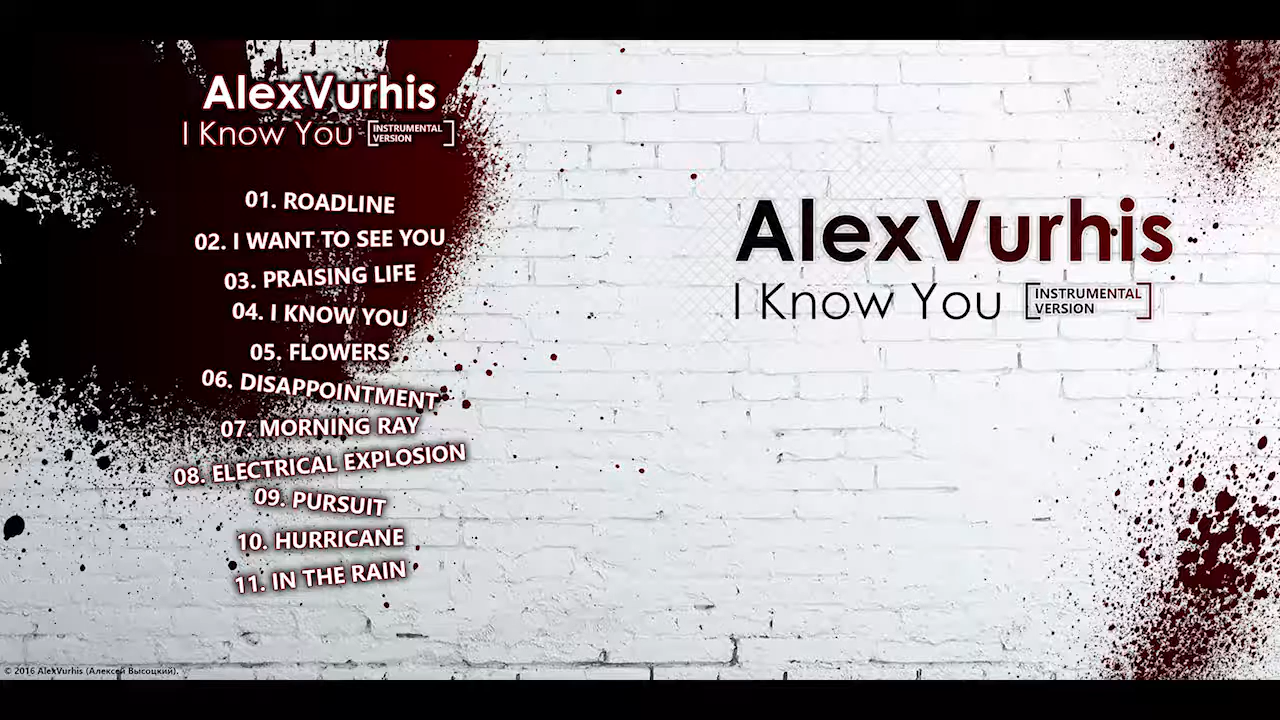 AlexVurhis
I Know You [INSTRUMENTAL
VERSION]
01. ROADLINE
02. I WANT TO SEE YOU
03. PRAISING LIFE
04. I KNOW YOU
05. FLOWERS
06. DISAPPOINTMENT
07. MORNING RAY
08. ELECTRICAL EXPLOSION
09. PURSUIT
10. HURRICANE
11. IN THE RAIN
© 2016 AlexVurhis (Алексей Высоцкий).
AlexVurhis
I Know You [INSTRUMENTAL
VERSION]